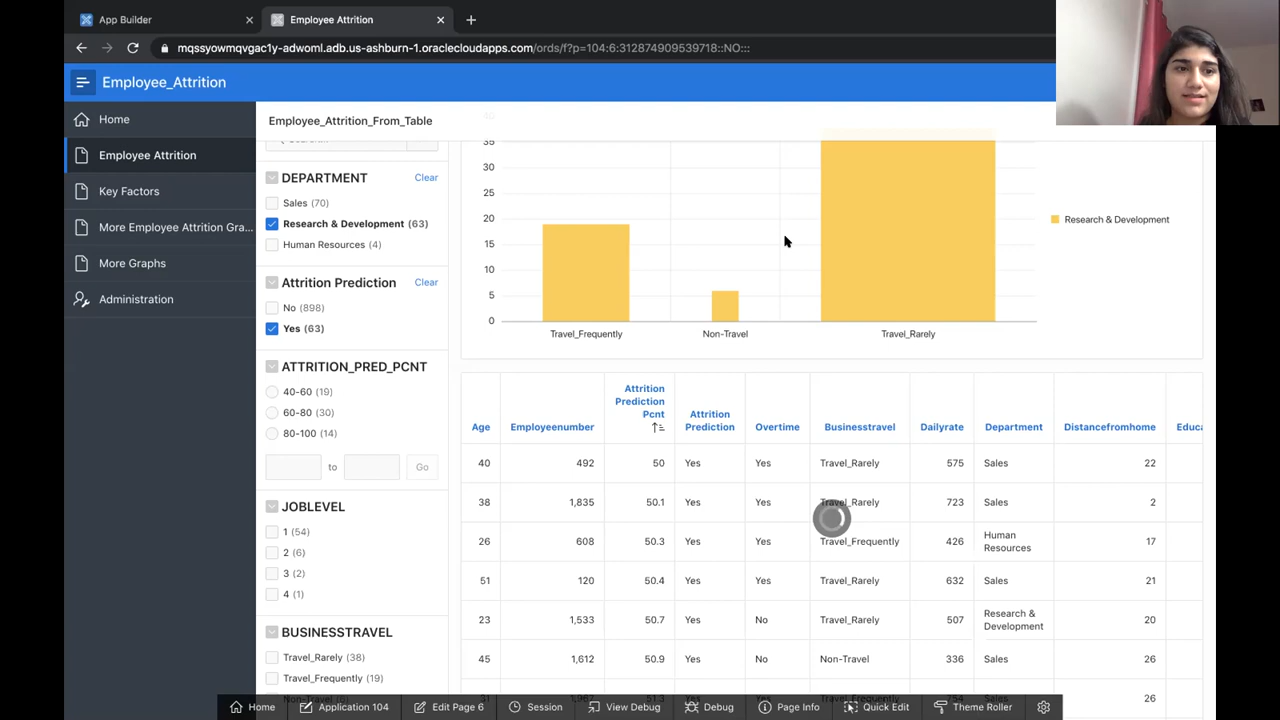 App Builder
Employee Attrition
mqssyowmqvgac1y-adwoml.adb.us-ashburn-1.oraclecloudapps.com/ords/f?p=104:6:312874909539718::NO:::
Employee_Attrition
Home
Employee Attrition
Key Factors
More Employee Attrition Gra...
More Graphs
Administration
Employee_Attrition_From_Table
DEPARTMENT
Clear
Sales (70)
Research & Development (63)
Human Resources (4)
Attrition Prediction
Clear
No (898)
Yes (63)
ATTRITION_PRED_PCNT
40-60 (19)
60-80 (30)
80-100 (14)
to
Go
JOBLEVEL
1 (54)
2 (6)
3 (2)
4 (1)
BUSINESSTRAVEL
Travel_Rarely (38)
Travel_Frequently (19)
40
35
30
25
20
15
10
5
0
Travel_Frequently
Non-Travel
Travel_Rarely
Research & Development
Age Employeenumber Attrition Prediction Pcnt Attrition Prediction Overtime Businesstravel Dailyrate Department Distancefromhome Educa
40 492 50 Yes Yes Travel_Rarely 575 Sales 22
38 1,835 50.1 Yes Yes Travel_Rarely 723 Sales 2
26 608 50.3 Yes Yes Travel_Frequently 426 Human Resources 17
51 120 50.4 Yes Yes Travel_Rarely 632 Sales 21
23 1,533 50.7 Yes No Travel_Rarely 507 Research & Development 20
45 1,612 50.9 Yes No Non-Travel 336 Sales 26
Home
Application 104
Edit Page 6
Session
View Debug
Debug
Page Info
Quick Edit
Theme Roller